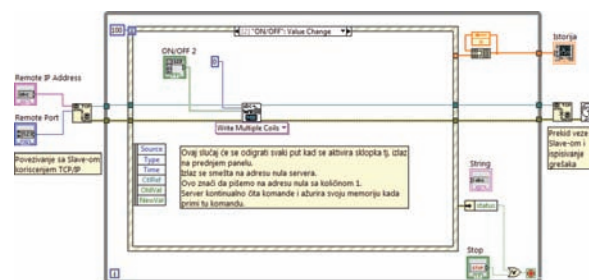 100
[12] "ON/OFF": Value Change
ON/OFF 2
0
Istorija
Remote IP Address
Remote Port
Write Multiple Coils
Povezivanje sa Slave-om
koriscenjem TCP/IP
Source
Type
Time
CtlRef
OldVal
NewVal
Ovaj slučaj će se odigrati svaki put kad se aktivira sklopka tj. izlaz
na prednjem panelu.
Izlaz se smešta na adresu nula servera.
Ovo znači da pišemo na adresu nula sa količinom 1.
Server kontinualno čita komande i ažurira svoju memoriju kada
primi tu komandu.
Prekid veze
Slave-om i
ispisivanje
grešaka
String
status
Stop
i